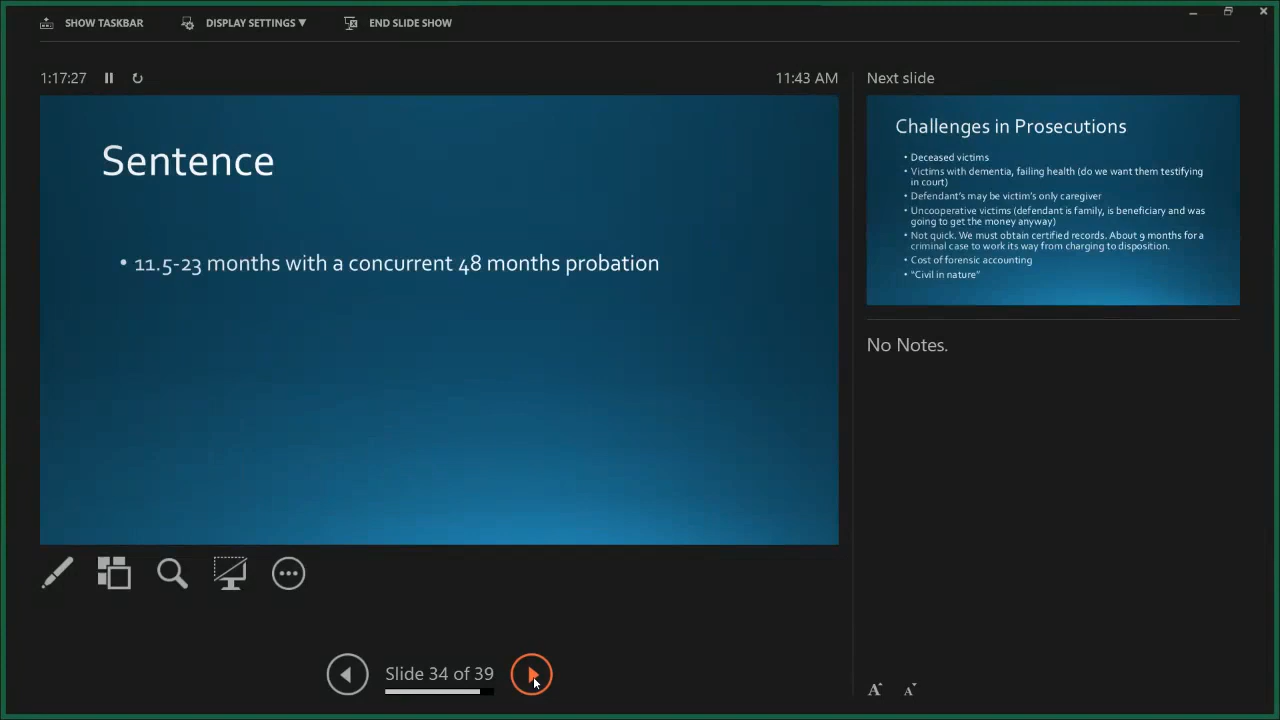 SHOW TASKBAR
DISPLAY SETTINGS ▼
END SLIDE SHOW
1:17:27
11:43 AM
Sentence
• 11.5-23 months with a concurrent 48 months probation
Slide 34 of 39
Next slide
Challenges in Prosecutions
• Deceased victims
• Victims with dementia, failing health (do we want them testifying
in court)
• Defendant's may be victim's only caregiver
• Uncooperative victims (defendant is family, is beneficiary and was
going to get the money anyway)
• Not quick. We must obtain certified records. About 9 months for a
criminal case to work its way from charging to disposition.
• Cost of forensic accounting
• "Civil in nature"
No Notes.
A A